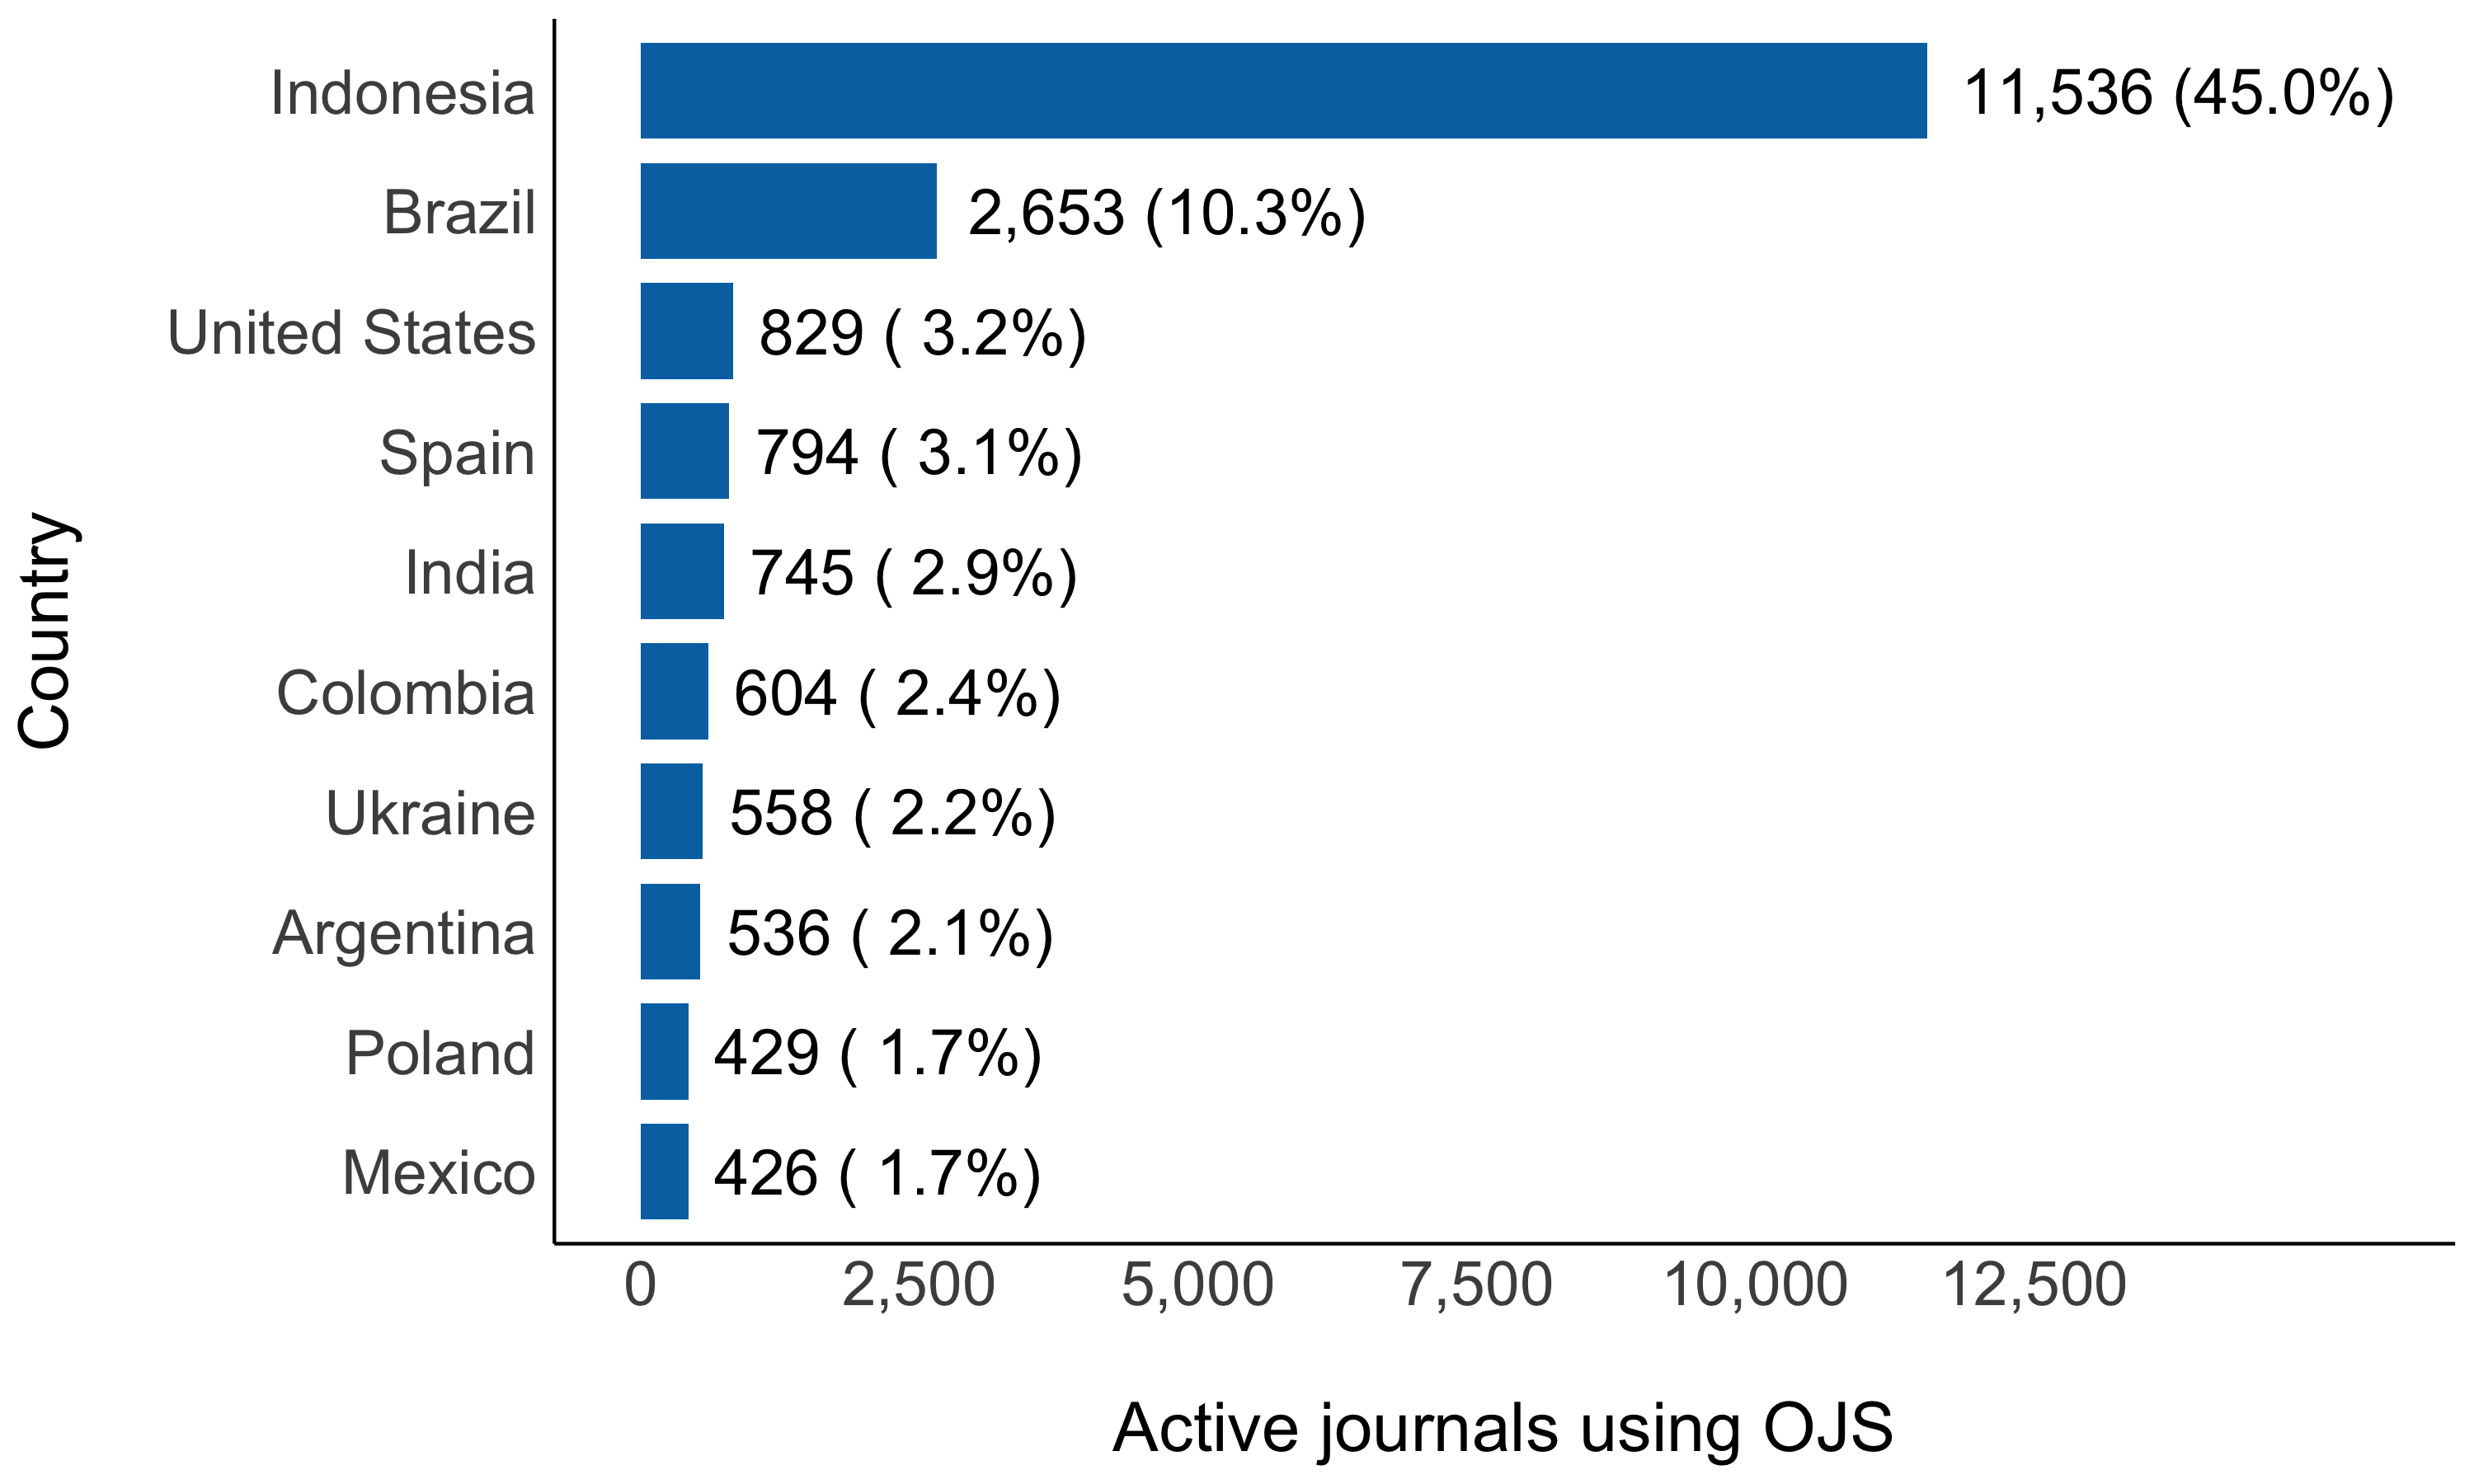 Country
Indonesia 11,536 (45.0%)
Brazil 2,653 (10.3%)
United States 829 ( 3.2%)
Spain 794 ( 3.1%)
India 745 ( 2.9%)
Colombia 604 ( 2.4%)
Ukraine 558 ( 2.2%)
Argentina 536 ( 2.1%)
Poland 429 ( 1.7%)
Mexico 426 ( 1.7%)
0 2,500 5,000 7,500 10,000 12,500
Active journals using OJS